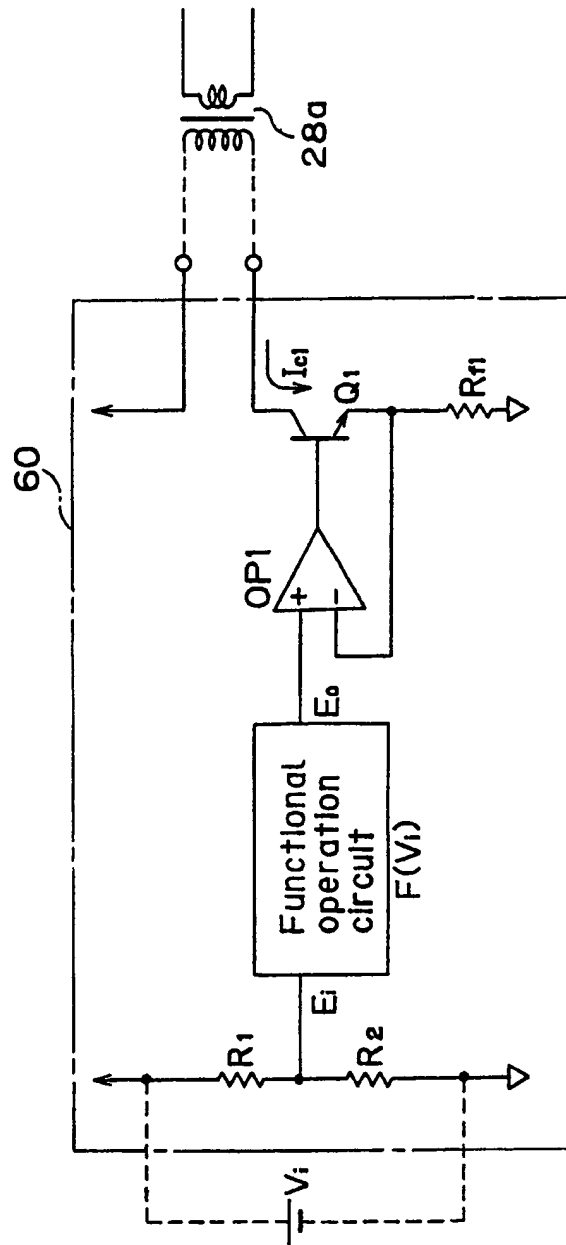 60
28a
Vi
R1
R2
Ei
Functional
operation
circuit
F(Vi)
Eo
OP1
+
−
Ic1
Q1
Rf1